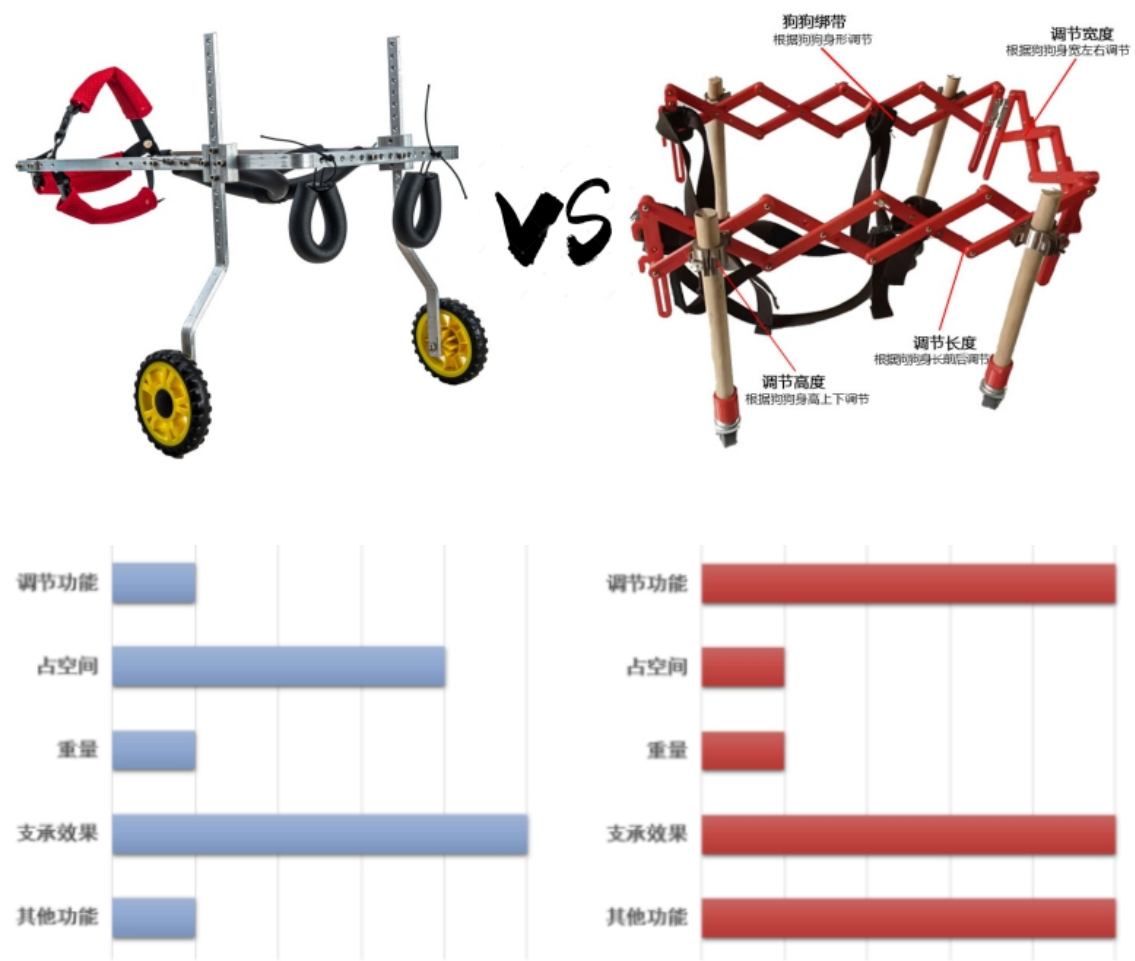 狗狗绑带
根据狗狗身形调节
调节宽度
根据狗狗身宽左右调节
VS
调节长度
根据狗狗身长前后调节
调节高度
根据狗狗身高上下调节
调节功能
占空间
重量
支承效果
其他功能
调节功能
占空间
重量
支承效果
其他功能